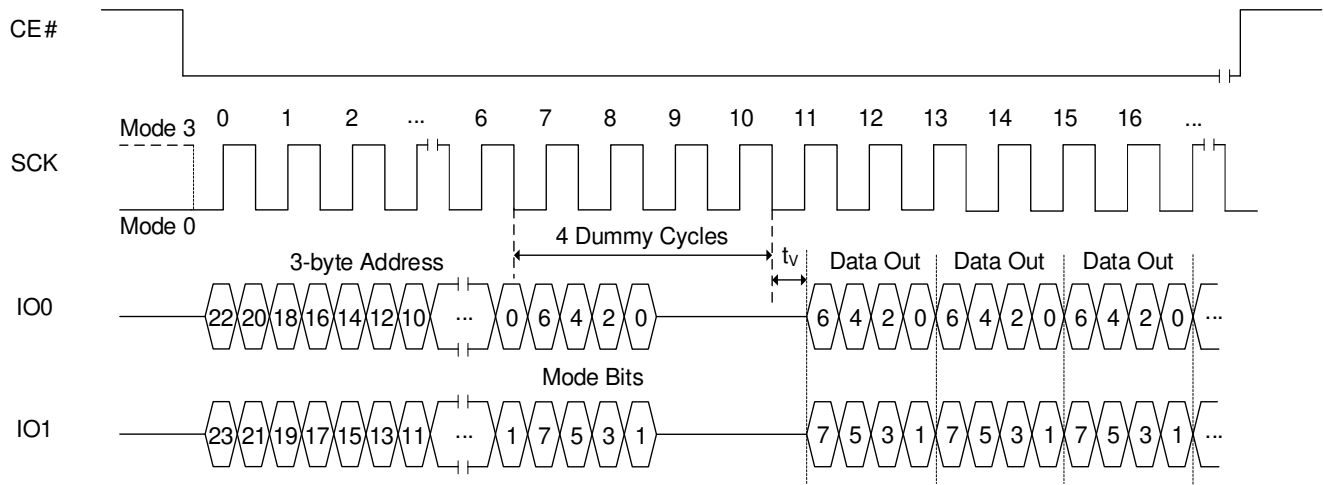 CE#
0 1 2 ... 6 7 8 9 10 11 12 13 14 15 16 ...
Mode 3
SCK
Mode 0
4 Dummy Cycles
3-byte Address tV Data Out Data Out Data Out
IO0 22 20 18 16 14 12 10 ... 0 6 4 2 0 6 4 2 0 6 4 2 0 6 4 2 0 ...
Mode Bits
IO1 23 21 19 17 15 13 11 ... 1 7 5 3 1 7 5 3 1 7 5 3 1 7 5 3 1 ...